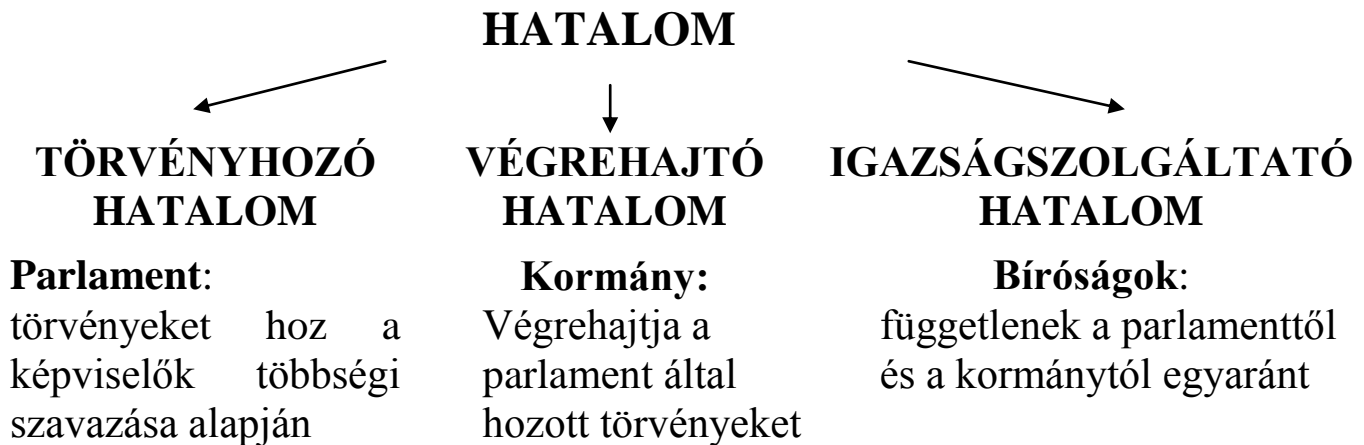 HATALOM
TÖRVÉNYHOZÓ
HATALOM
VÉGREHAJTÓ
HATALOM
IGAZSÁGSZOLGÁLTATÓ
HATALOM
Parlament:
törvényeket hoz a
képviselők többségi
szavazása alapján
Kormány:
Végrehajtja a
parlament által
hozott törvényeket
Bíróságok:
függetlenek a parlamenttől
és a kormánytól egyaránt